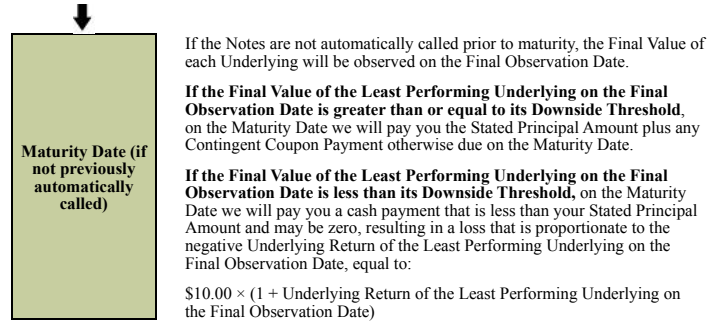 Maturity Date (if
not previously
automatically
called)
If the Notes are not automatically called prior to maturity, the Final Value of
each Underlying will be observed on the Final Observation Date.
If the Final Value of the Least Performing Underlying on the Final
Observation Date is greater than or equal to its Downside Threshold,
on the Maturity Date we will pay you the Stated Principal Amount plus any
Contingent Coupon Payment otherwise due on the Maturity Date.
If the Final Value of the Least Performing Underlying on the Final
Observation Date is less than its Downside Threshold, on the Maturity
Date we will pay you a cash payment that is less than your Stated Principal
Amount and may be zero, resulting in a loss that is proportionate to the
negative Underlying Return of the Least Performing Underlying on the
Final Observation Date, equal to:
$10.00 × (1 + Underlying Return of the Least Performing Underlying on
the Final Observation Date)